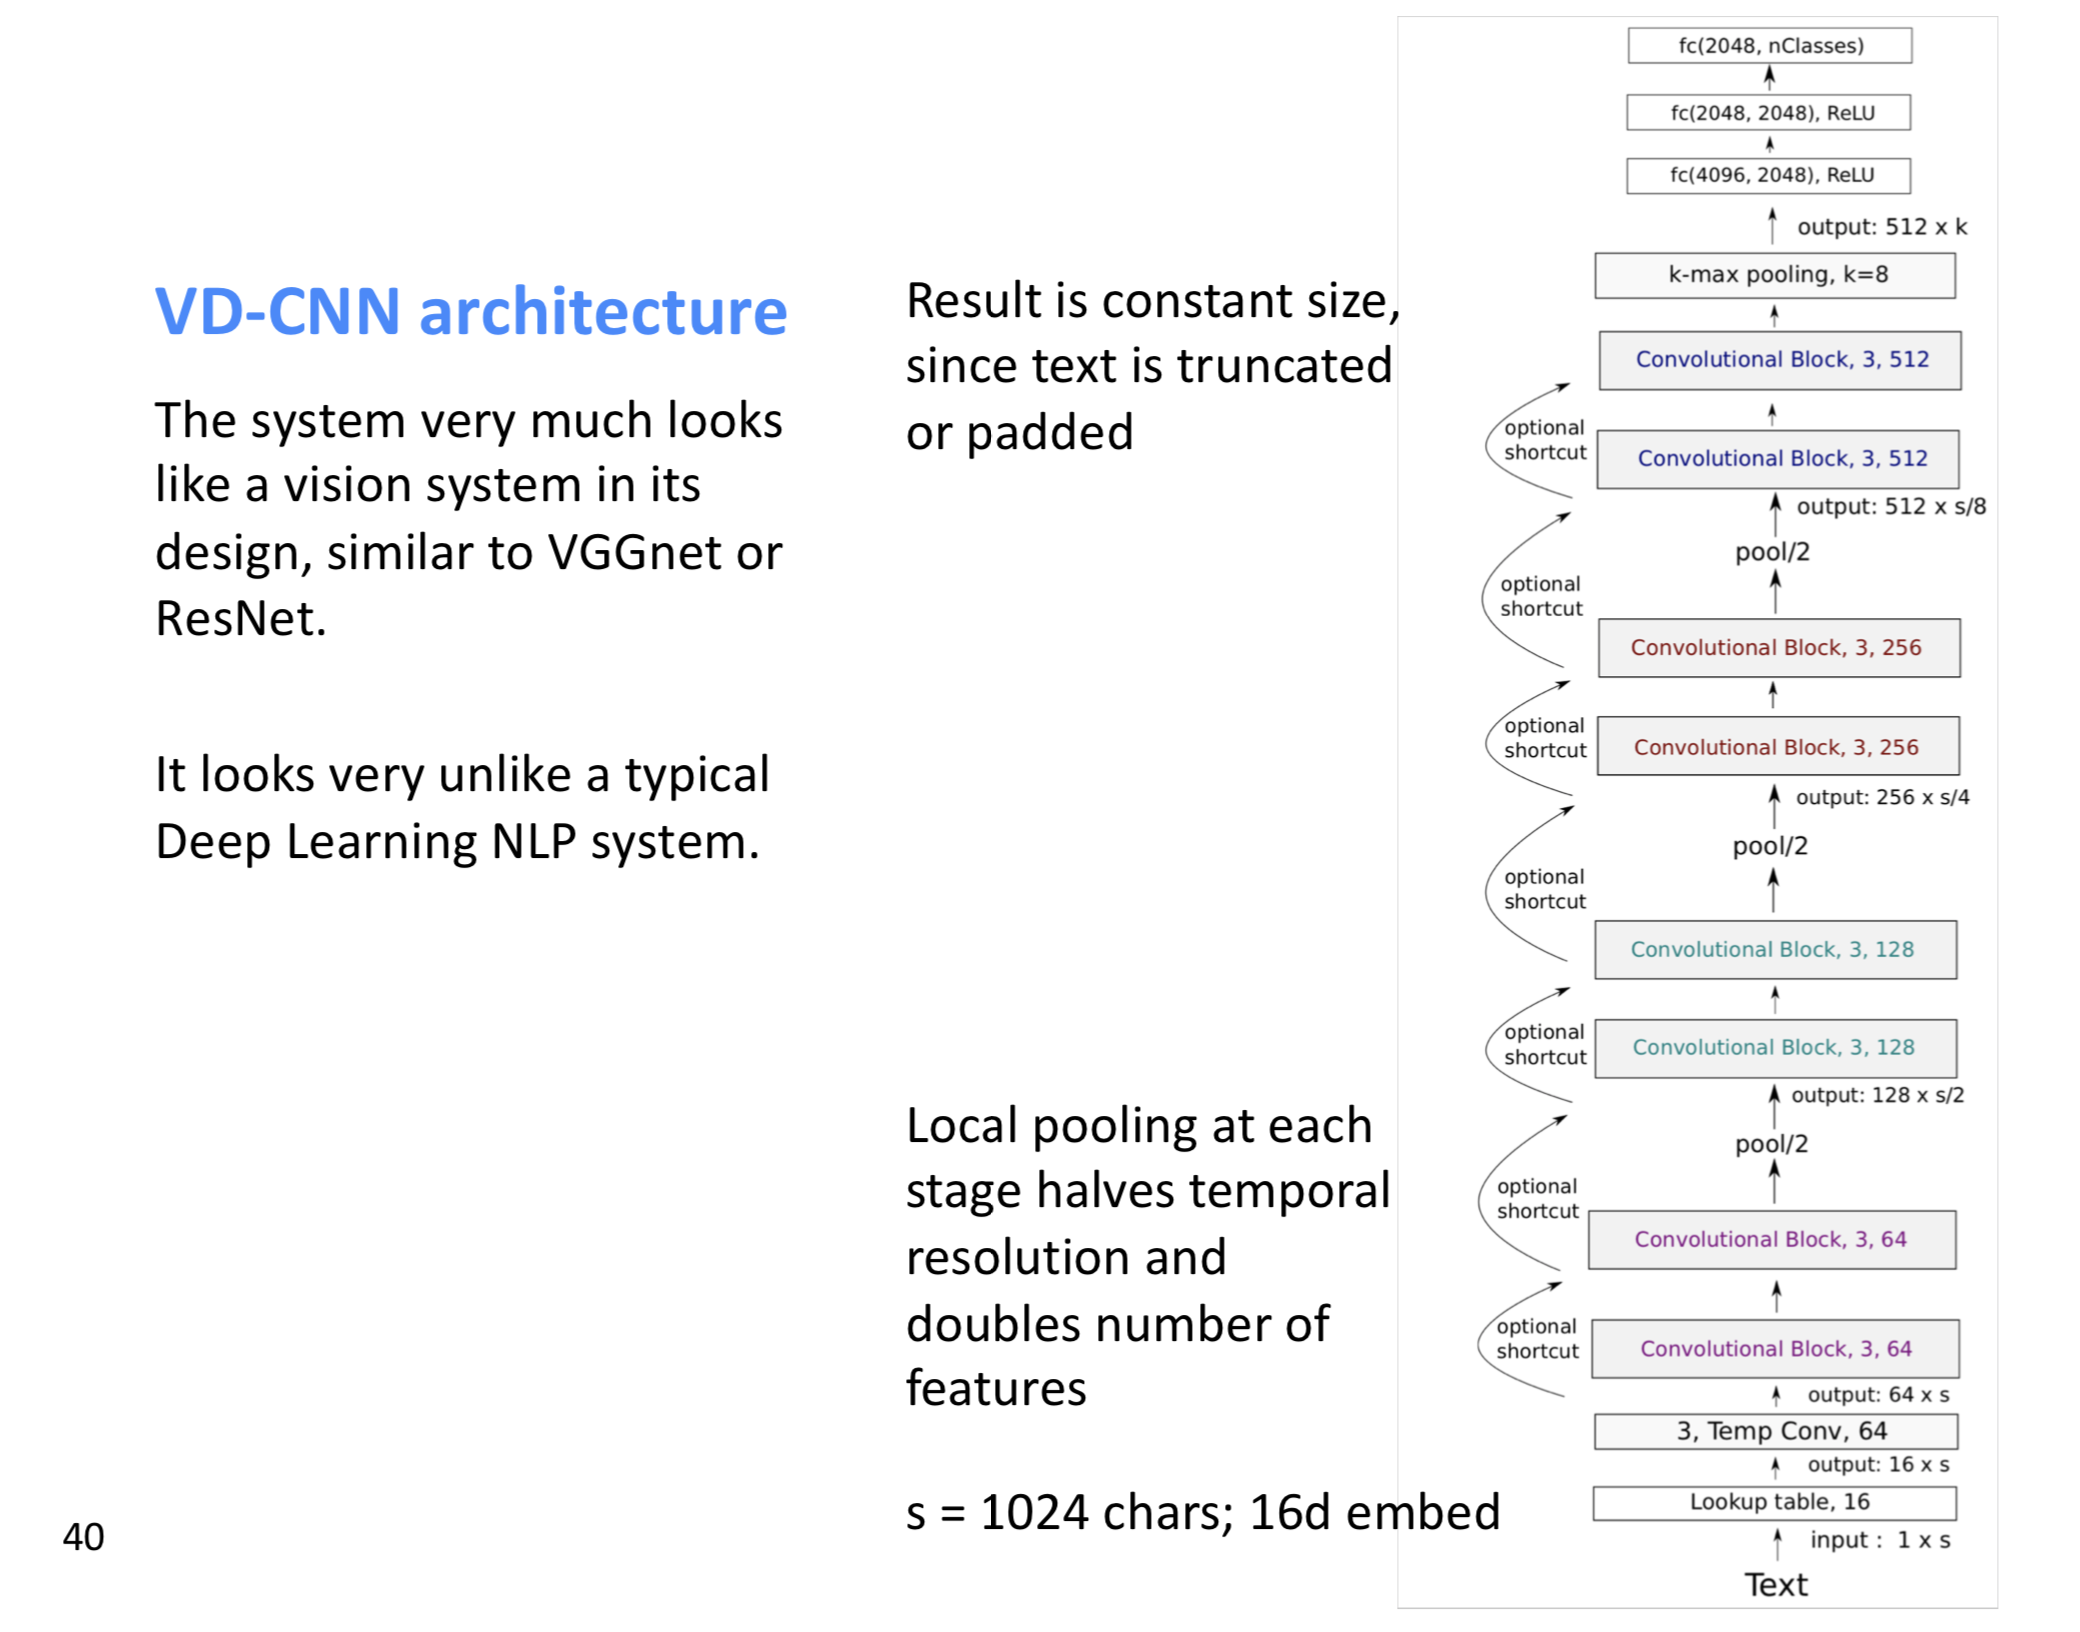 VD-CNN architecture
The system very much looks
like a vision system in its
design, similar to VGGnet or
ResNet.
It looks very unlike a typical
Deep Learning NLP system.
40
Result is constant size,
since text is truncated
or padded
Local pooling at each
stage halves temporal
resolution and
doubles number of
features
s = 1024 chars; 16d embed
fc(2048, nClasses)
fc(2048, 2048), ReLU
fc(4096, 2048), ReLU
output: 512 x k
k-max pooling, k=8
Convolutional Block, 3, 512
optional
shortcut
Convolutional Block, 3, 512
output: 512 x s/8
pool/2
optional
shortcut
Convolutional Block, 3, 256
optional
shortcut
Convolutional Block, 3, 256
output: 256 x s/4
pool/2
optional
shortcut
Convolutional Block, 3, 128
optional
shortcut
Convolutional Block, 3, 128
output: 128 x s/2
pool/2
optional
shortcut
Convolutional Block, 3, 64
optional
shortcut
Convolutional Block, 3, 64
output: 64 x s
3, Temp Conv, 64
output: 16 x s
Lookup table, 16
input : 1 x s
Text